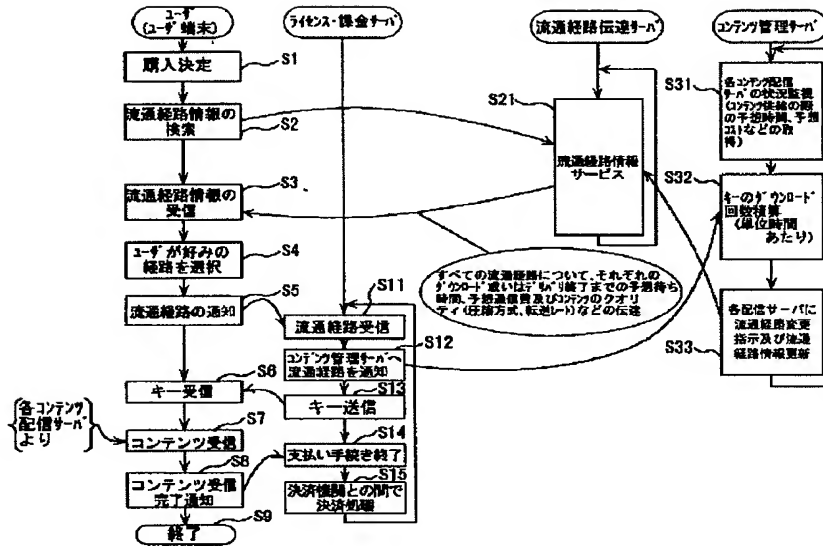 ユーザ
(ユーザ端末)
購入決定
S1
流通経路情報の
検索
S2
流通経路情報の
受信
S3
ユーザが好みの
経路を選択
S4
流通経路の通知
S5
キー受信
S6
各コンテンツ
配信サーバ
より
コンテンツ受信
S7
コンテンツ受信
完了通知
S8
終了
S9
ライセンス・課金サーバ
流通経路受信
S11
コンテンツ管理サーバへ
流通経路を通知
S12
キー送信
S13
支払い手続き終了
S14
決済機関との間で
決済処理
S15
流通経路伝達サーバ
S21
流通経路情報
サービス
すべての流通経路について、それぞれの
ダウンロード或いはデリバリ終了までの予想待ち
時間、予想通信費及びコンテンツのクオリ
ティ(圧縮方式、転送レート)などの伝達
コンテンツ管理サーバ
S31
各コンテンツ配信
サーバの状況監視
(コンテンツ供給の際
の予想時間、予想
コストなどの取
得)
S32
キーのダウンロード
回数積算
(単位時間
あたり)
S33
各配信サーバに
流通経路変更
指示及び流通
経路情報更新